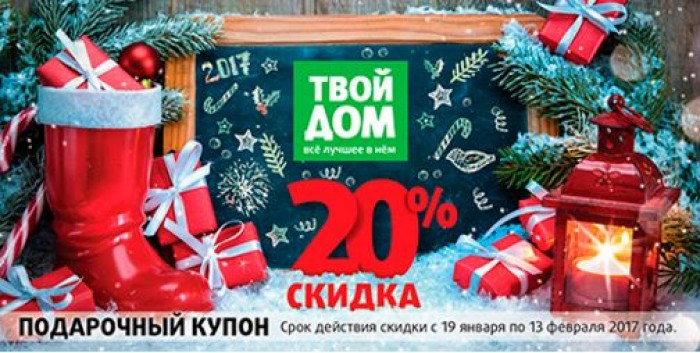 2017
ТВОЙ
ДОМ
всё лучшее в нём
20%
СКИДКА
ПОДАРОЧНЫЙ КУПОН Срок действия скидки с 19 января по 13 февраля 2017 года.